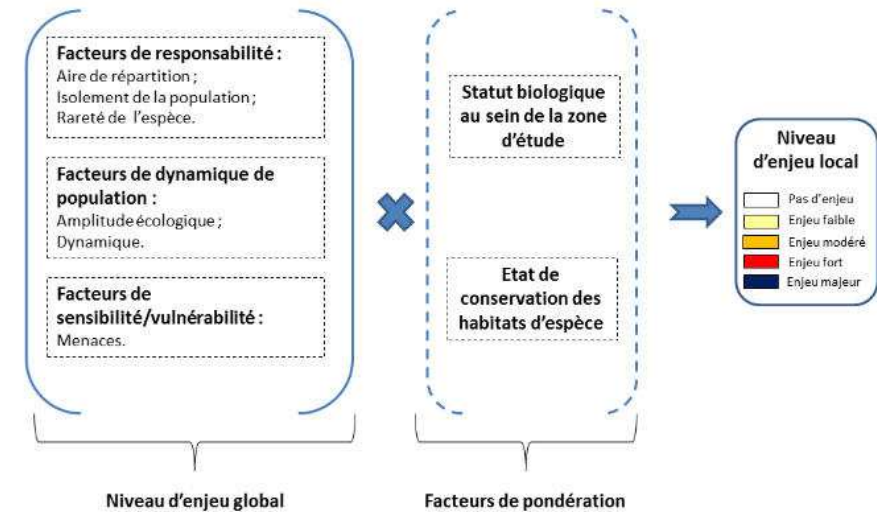 Facteurs de responsabilité :
Aire de répartition ;
Isolement de la population ;
Rareté de l'espèce.
Facteurs de dynamique de
population :
Amplitude écologique ;
Dynamique.
Facteurs de
sensibilité/vulnérabilité :
Menaces.
Niveau d'enjeu global
Statut biologique
au sein de la zone
d'étude
Etat de
conservation des
habitats d'espèce
Facteurs de pondération
Niveau
d'enjeu local
Pas d'enjeu
Enjeu faible
Enjeu modéré
Enjeu fort
Enjeu majeur